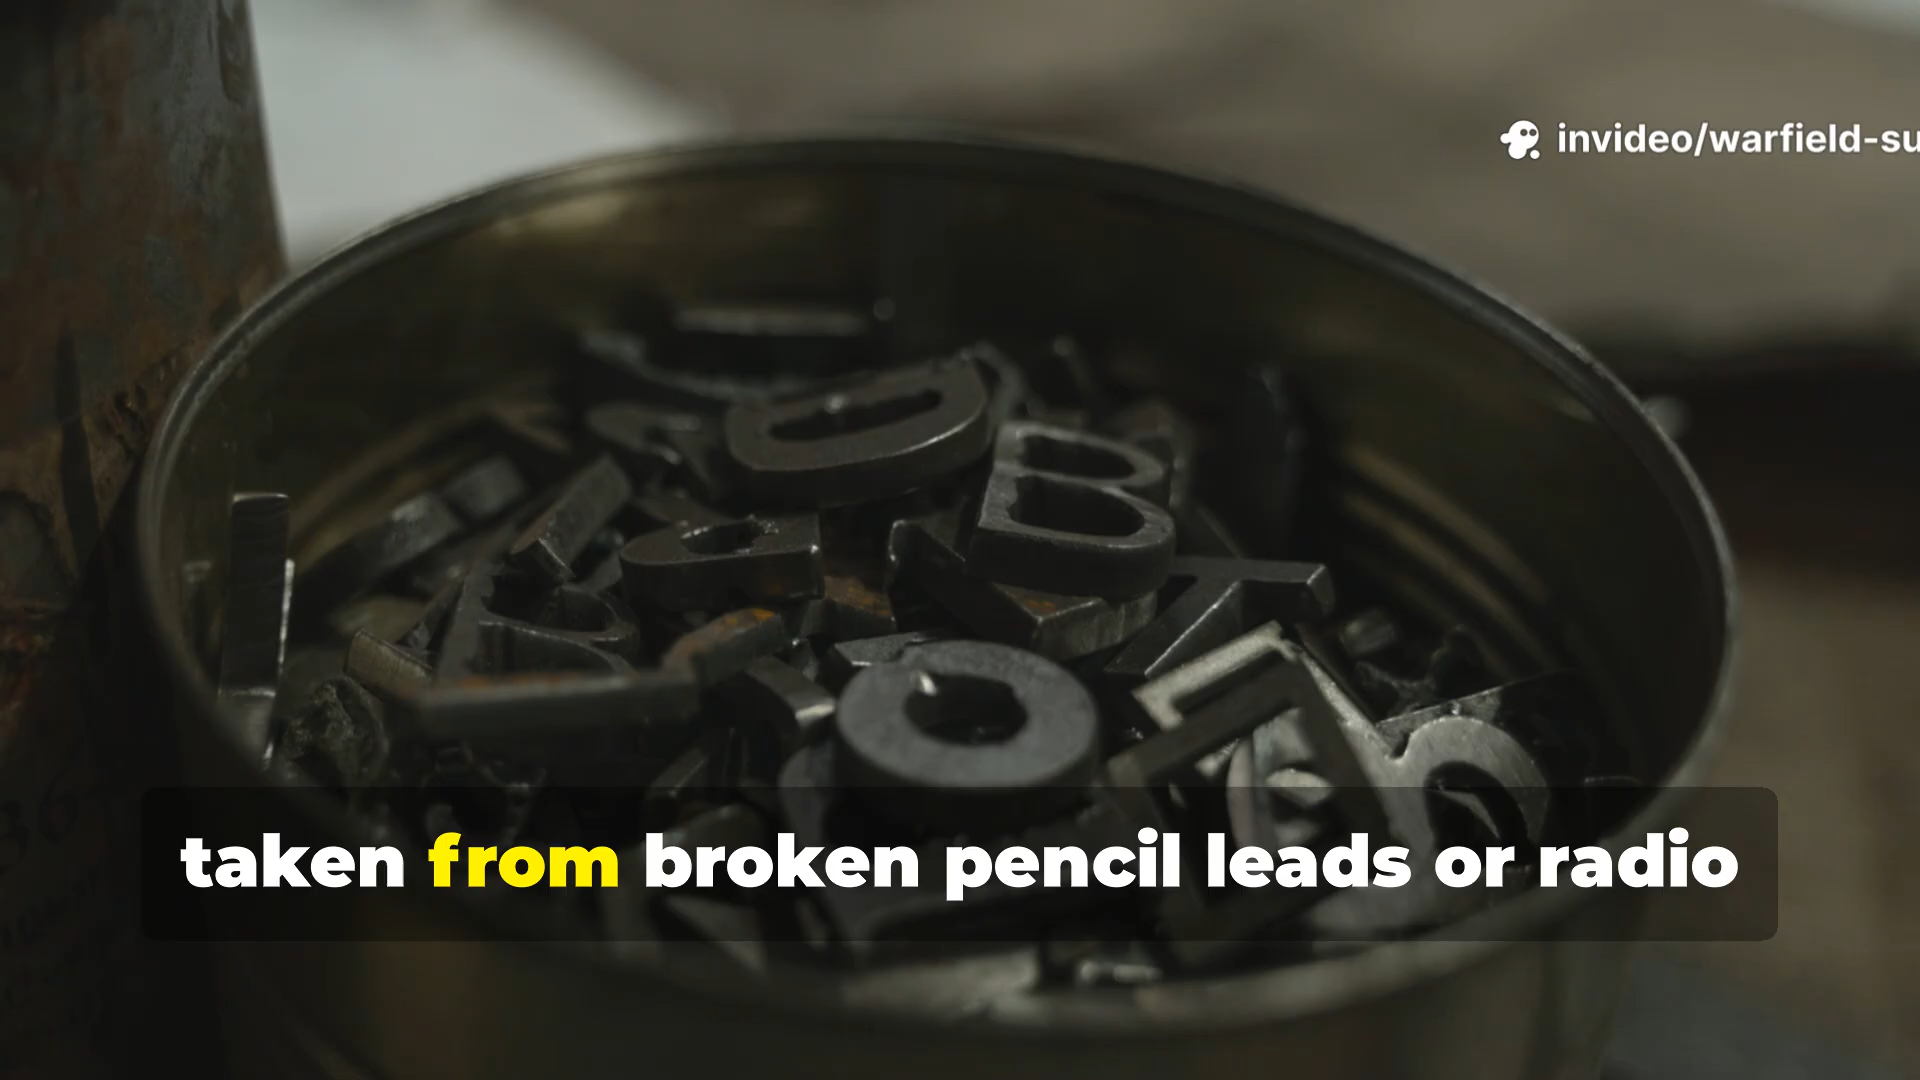 invideo/warfield-su
taken from broken pencil leads or radio